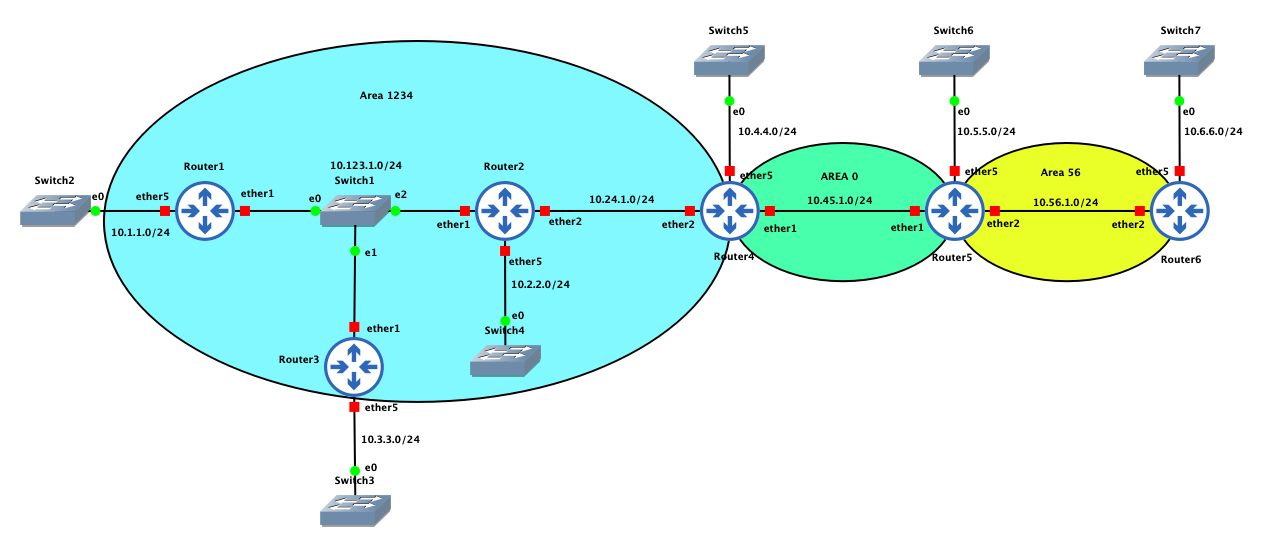 Switch5
Switch6
Switch7
Area 1234
e0
e0
e0
10.4.4.0/24
10.5.5.0/24
10.6.6.0/24
Router1
10.123.1.0/24
Router2
Switch2
Switch1
ether5
AREA 0
ether5
Area 56
ether5
e0
ether5
ether1
e0
e2
10.24.1.0/24
10.45.1.0/24
10.56.1.0/24
10.1.1.0/24
ether1
ether2
ether2
ether1
ether1
ether2
ether2
e1
ether5
Router4
Router5
Router6
10.2.2.0/24
e0
ether1
Switch4
Router3
ether5
10.3.3.0/24
e0
Switch3